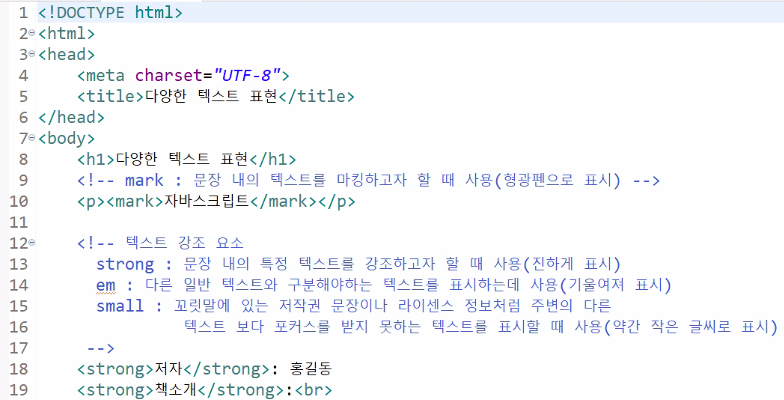 1 <!DOCTYPE html>
2 <html>
3 <head>
4     <meta charset="UTF-8">
5     <title>다양한 텍스트 표현</title>
6 </head>
7 <body>
8     <h1>다양한 텍스트 표현</h1>
9     <!-- mark : 문장 내의 텍스트를 마킹하고자 할 때 사용(형광펜으로 표시) -->
10     <p><mark>자바스크립트</mark></p>
11
12     <!-- 텍스트 강조 요소
13       strong : 문장 내의 특정 텍스트를 강조하고자 할 때 사용(진하게 표시)
14       em : 다른 일반 텍스트와 구분해야하는 텍스트를 표시하는데 사용(기울여져 표시)
15       small : 꼬릿말에 있는 저작권 문장이나 라이센스 정보처럼 주변의 다른
16               텍스트 보다 포커스를 받지 못하는 텍스트를 표시할 때 사용(약간 작은 글씨로 표시)
17      -->
18     <strong>저자</strong>: 홍길동
19     <strong>책소개</strong>:<br>